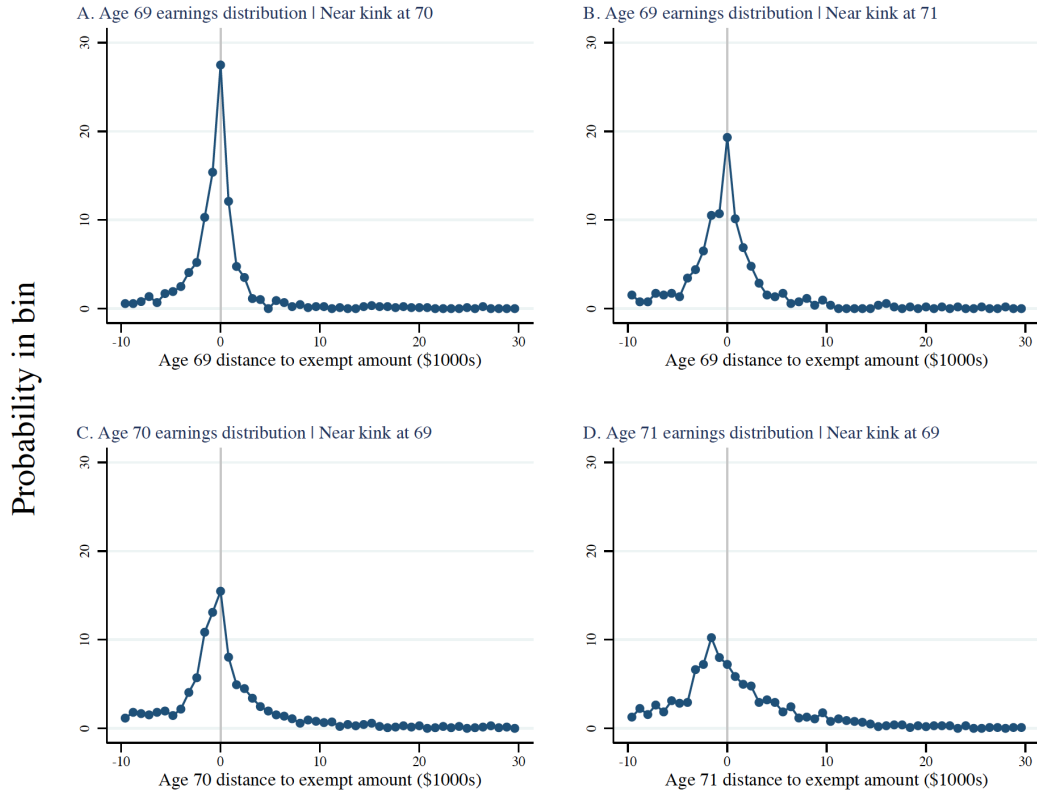 A. Age 69 earnings distribution | Near kink at 70
30
20
10
0
-10 0 10 20 30
Age 69 distance to exempt amount ($1000s)
B. Age 69 earnings distribution | Near kink at 71
30
20
10
0
-10 0 10 20 30
Age 69 distance to exempt amount ($1000s)
Probability in bin
C. Age 70 earnings distribution | Near kink at 69
30
20
10
0
-10 0 10 20 30
Age 70 distance to exempt amount ($1000s)
D. Age 71 earnings distribution | Near kink at 69
30
20
10
0
-10 0 10 20 30
Age 71 distance to exempt amount ($1000s)